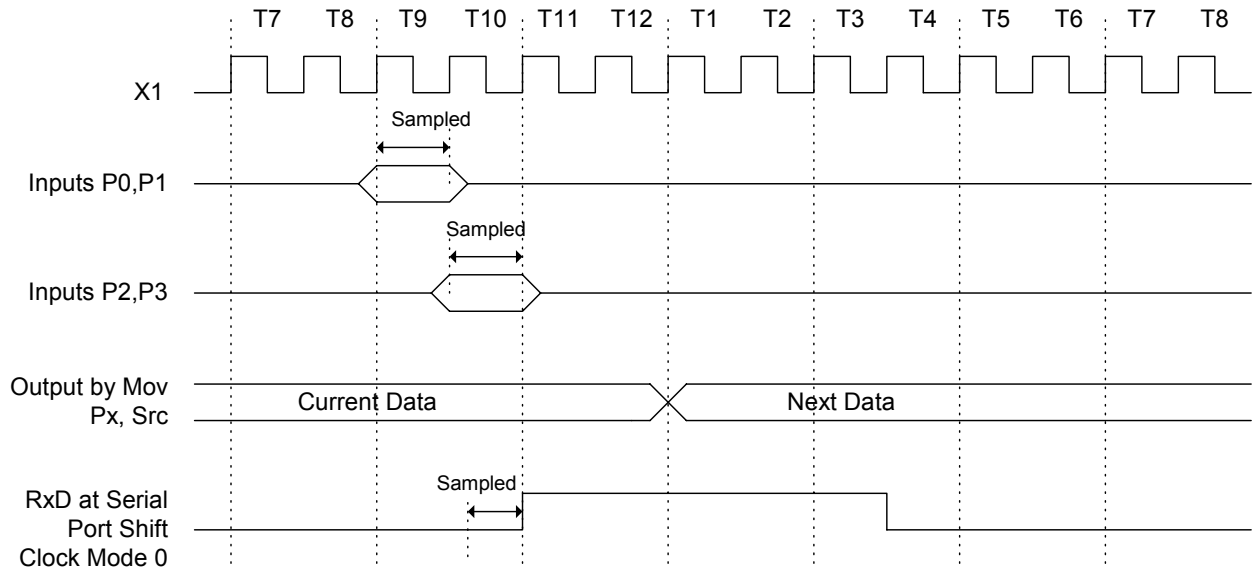 T7 T8 T9 T10 T11 T12 T1 T2 T3 T4 T5 T6 T7 T8
X1
Sampled
Inputs P0,P1
Sampled
Inputs P2,P3
Output by Mov
Px, Src
Current Data
Next Data
Sampled
RxD at Serial
Port Shift
Clock Mode 0